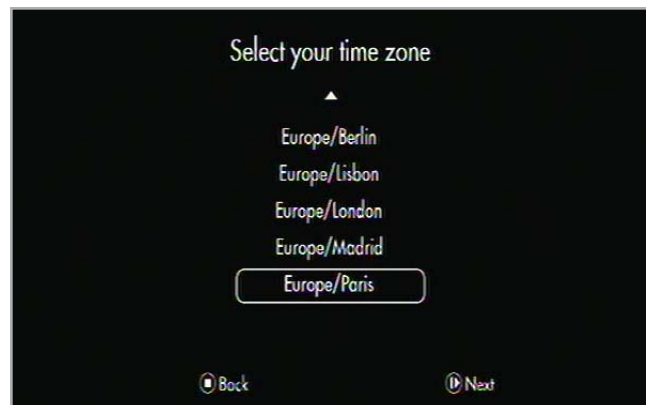 Select your time zone
Europe/Berlin
Europe/Lisbon
Europe/London
Europe/Madrid
Europe/Paris
Back
Next